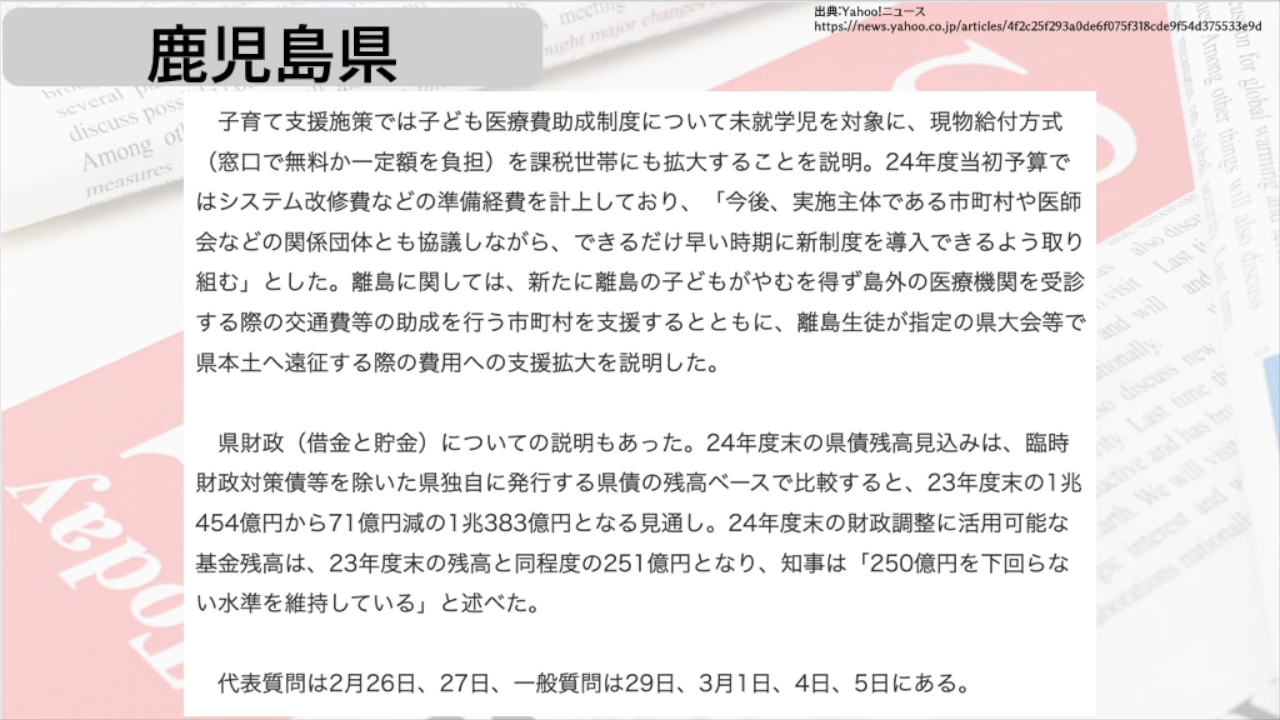 鹿児島県
出典:Yahoo!ニュース
https://news.yahoo.co.jp/articles/4f2c25f293a0de6f075f318cde9f54d375533e9d
子育て支援施策では子ども医療費助成制度について未就学児を対象に、現物給付方式
(窓口で無料か一定額を負担)を課税世帯にも拡大することを説明。24年度当初予算で
はシステム改修費などの準備経費を計上しており、「今後、実施主体である市町村や医師
会などの関係団体とも協議しながら、できるだけ早い時期に新制度を導入できるよう取り
組む」とした。離島に関しては、新たに離島の子どもがやむを得ず島外の医療機関を受診
する際の交通費等の助成を行う市町村を支援するとともに、離島生徒が指定の県大会等で
県本土へ遠征する際の費用への支援拡大を説明した。
県財政(借金と貯金)についての説明もあった。24年度末の県債残高見込みは、臨時
財政対策債等を除いた県独自に発行する県債の残高ベースで比較すると、23年度末の1兆
454億円から71億円減の1兆383億円となる見通し。24年度末の財政調整に活用可能な
基金残高は、23年度末の残高と同程度の251億円となり、知事は「250億円を下回らな
い水準を維持している」と述べた。
代表質問は2月26日、27日、一般質問は29日、3月1日、4日、5日にある。
several
discuss
Among
measures
meeting
major changes
Today